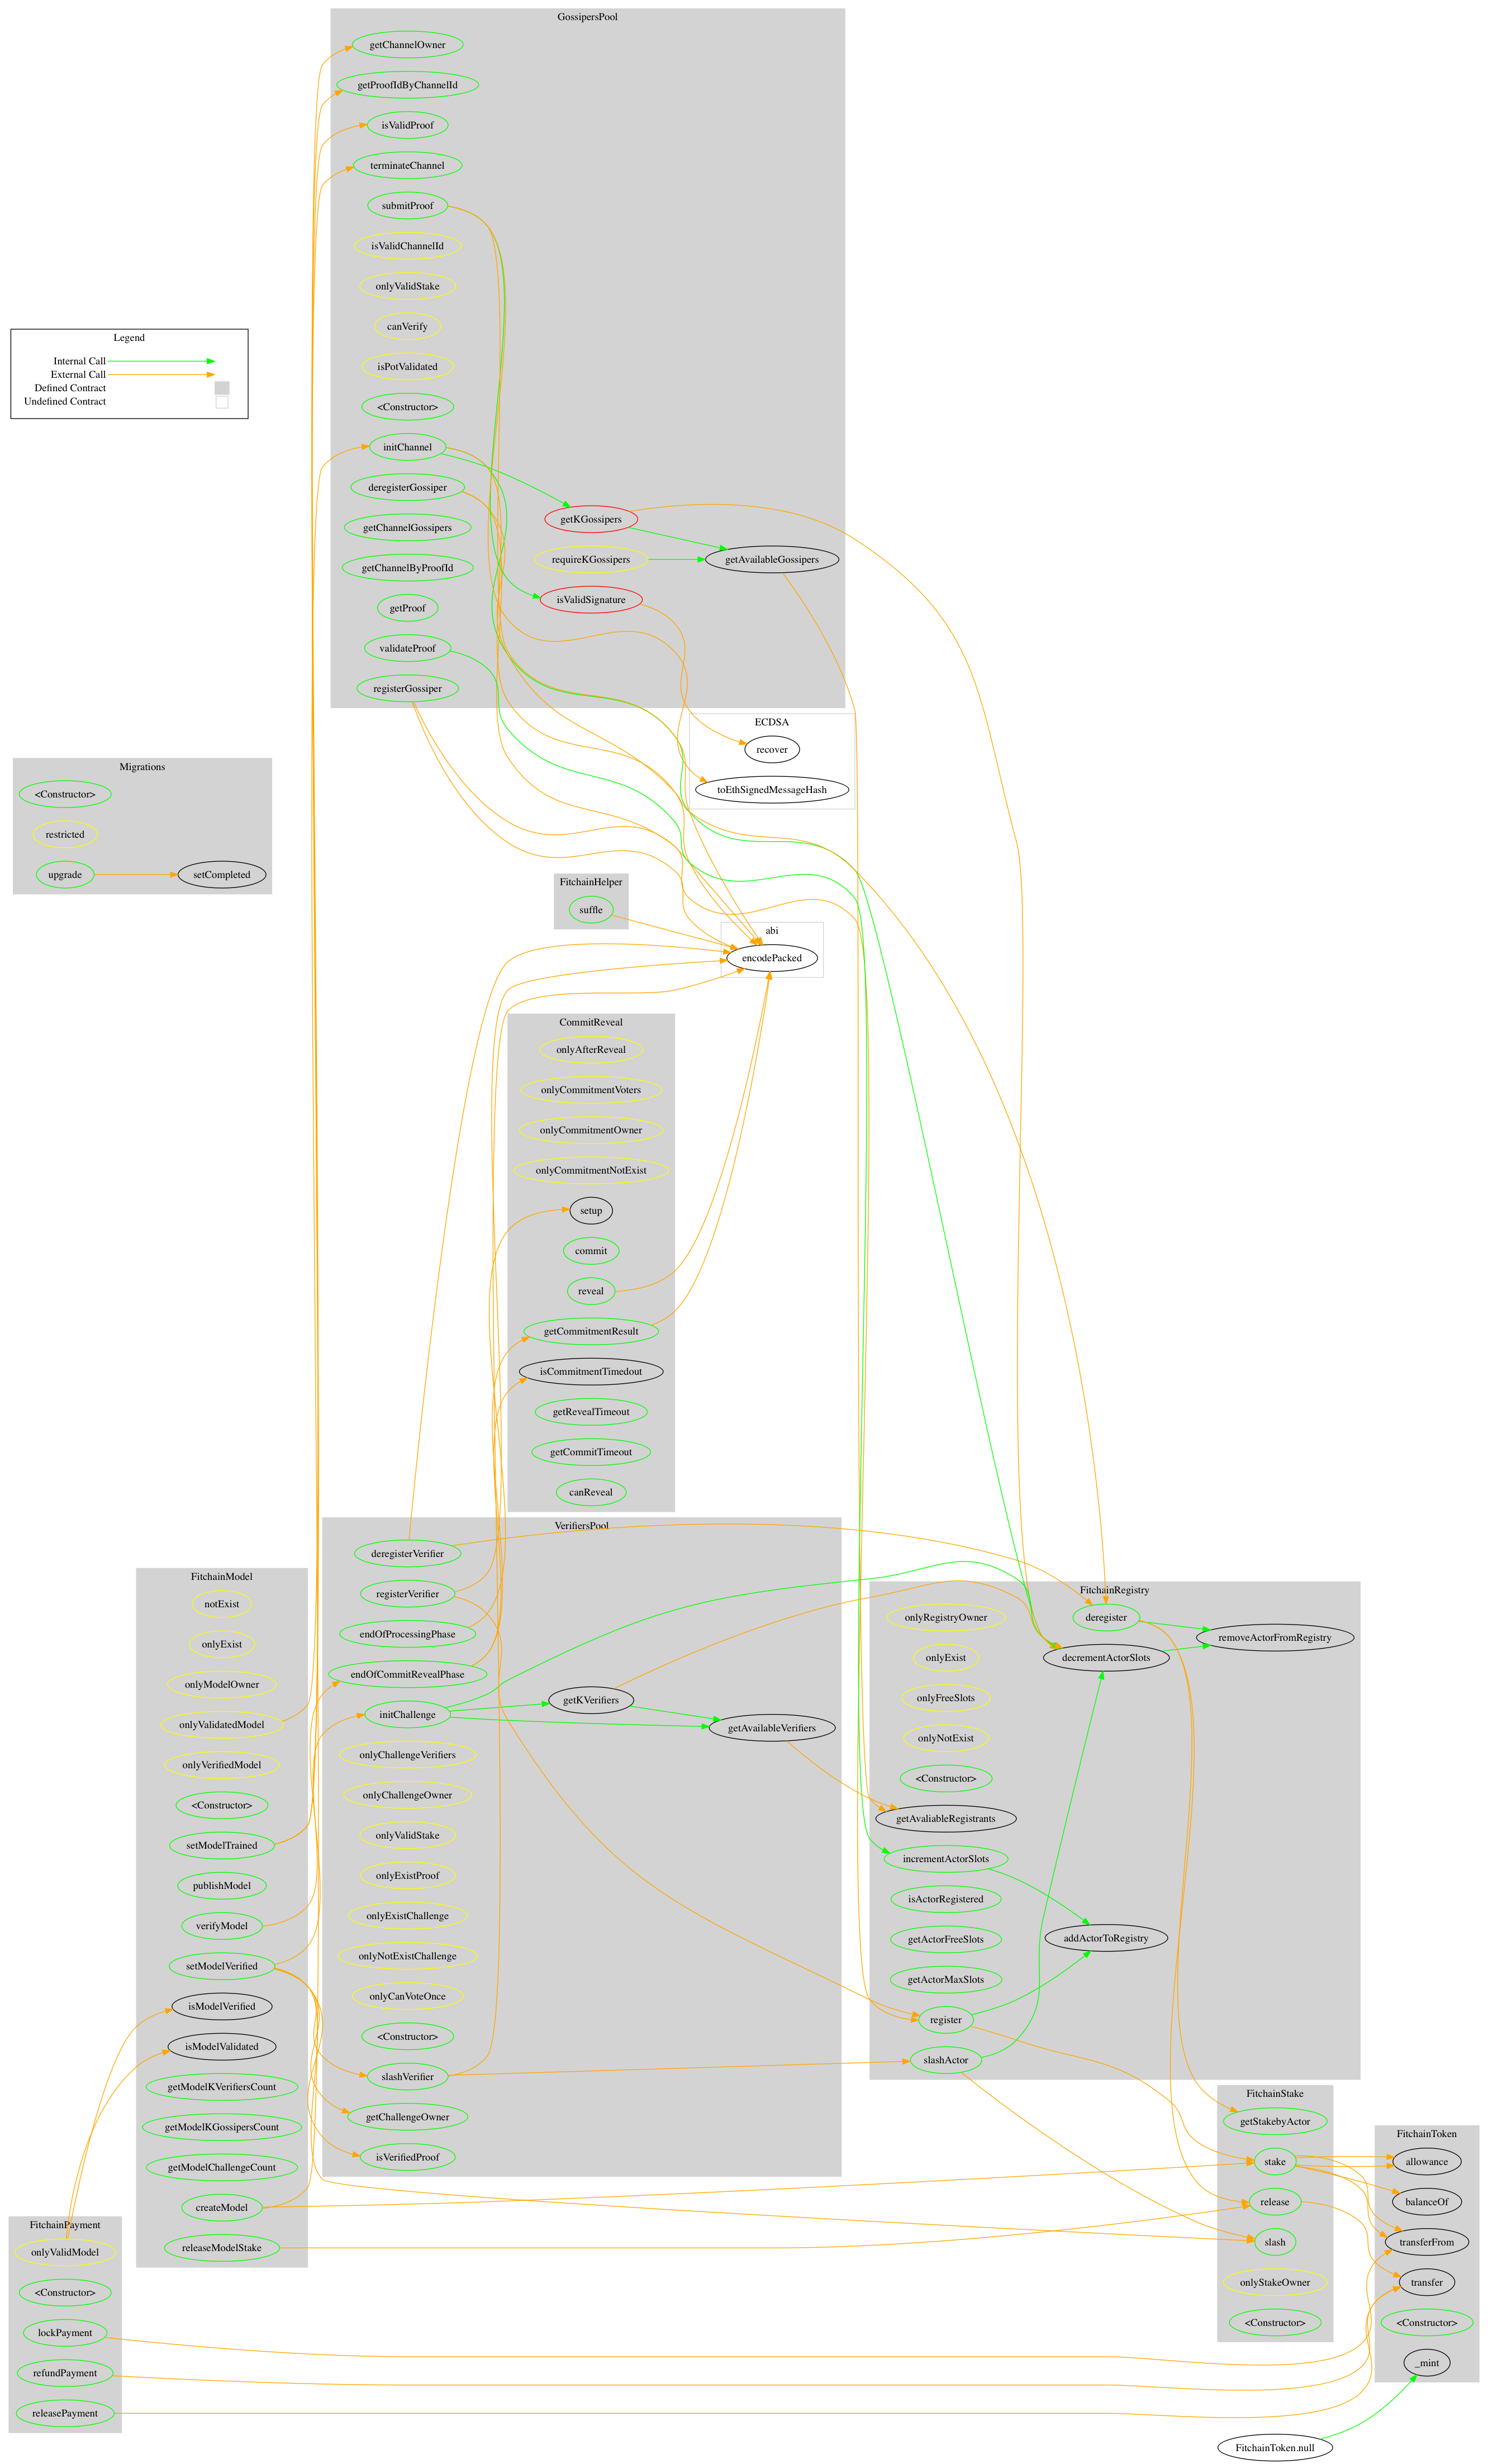 GossipersPool
getChannelOwner
getProofIdByChannelId
isValidProof
terminateChannel
submitProof
isValidChannelId
onlyValidStake
canVerify
isPotValidated
<Constructor>
initChannel
deregisterGossiper
getChannelGossipers
getChannelByProofId
getProof
validateProof
registerGossiper
getKGossipers
requireKGossipers
isValidSignature
getAvailableGossipers
Legend
Internal Call
External Call
Defined Contract
Undefined Contract
ECDSA
recover
toEthSignedMessageHash
Migrations
<Constructor>
restricted
upgrade
setCompleted
FitchainHelper
suffle
abi
encodePacked
CommitReveal
onlyAfterReveal
onlyCommitmentVoters
onlyCommitmentOwner
onlyCommitmentNotExist
setup
commit
reveal
getCommitmentResult
isCommitmentTimedout
getRevealTimeout
getCommitTimeout
canReveal
VerifiersPool
deregisterVerifier
registerVerifier
endOfProcessingPhase
endOfCommitRevealPhase
initChallenge
onlyChallengeVerifiers
onlyChallengeOwner
onlyValidStake
onlyExistProof
onlyExistChallenge
onlyNotExistChallenge
onlyCanVoteOnce
<Constructor>
slashVerifier
getChallengeOwner
isVerifiedProof
getKVerifiers
getAvailableVerifiers
FitchainModel
notExist
onlyExist
onlyModelOwner
onlyValidatedModel
onlyVerifiedModel
<Constructor>
setModelTrained
publishModel
verifyModel
setModelVerified
isModelVerified
isModelValidated
getModelKVerifiersCount
getModelKGossipersCount
getModelChallengeCount
createModel
releaseModelStake
FitchainRegistry
onlyRegistryOwner
onlyExist
onlyFreeSlots
onlyNotExist
<Constructor>
getAvaliableRegistrants
incrementActorSlots
isActorRegistered
getActorFreeSlots
getActorMaxSlots
register
slashActor
deregister
decrementActorSlots
addActorToRegistry
removeActorFromRegistry
FitchainStake
getStakebyActor
stake
release
slash
onlyStakeOwner
<Constructor>
FitchainToken
allowance
balanceOf
transferFrom
transfer
<Constructor>
_mint
FitchainPayment
onlyValidModel
<Constructor>
lockPayment
refundPayment
releasePayment
FitchainToken.null